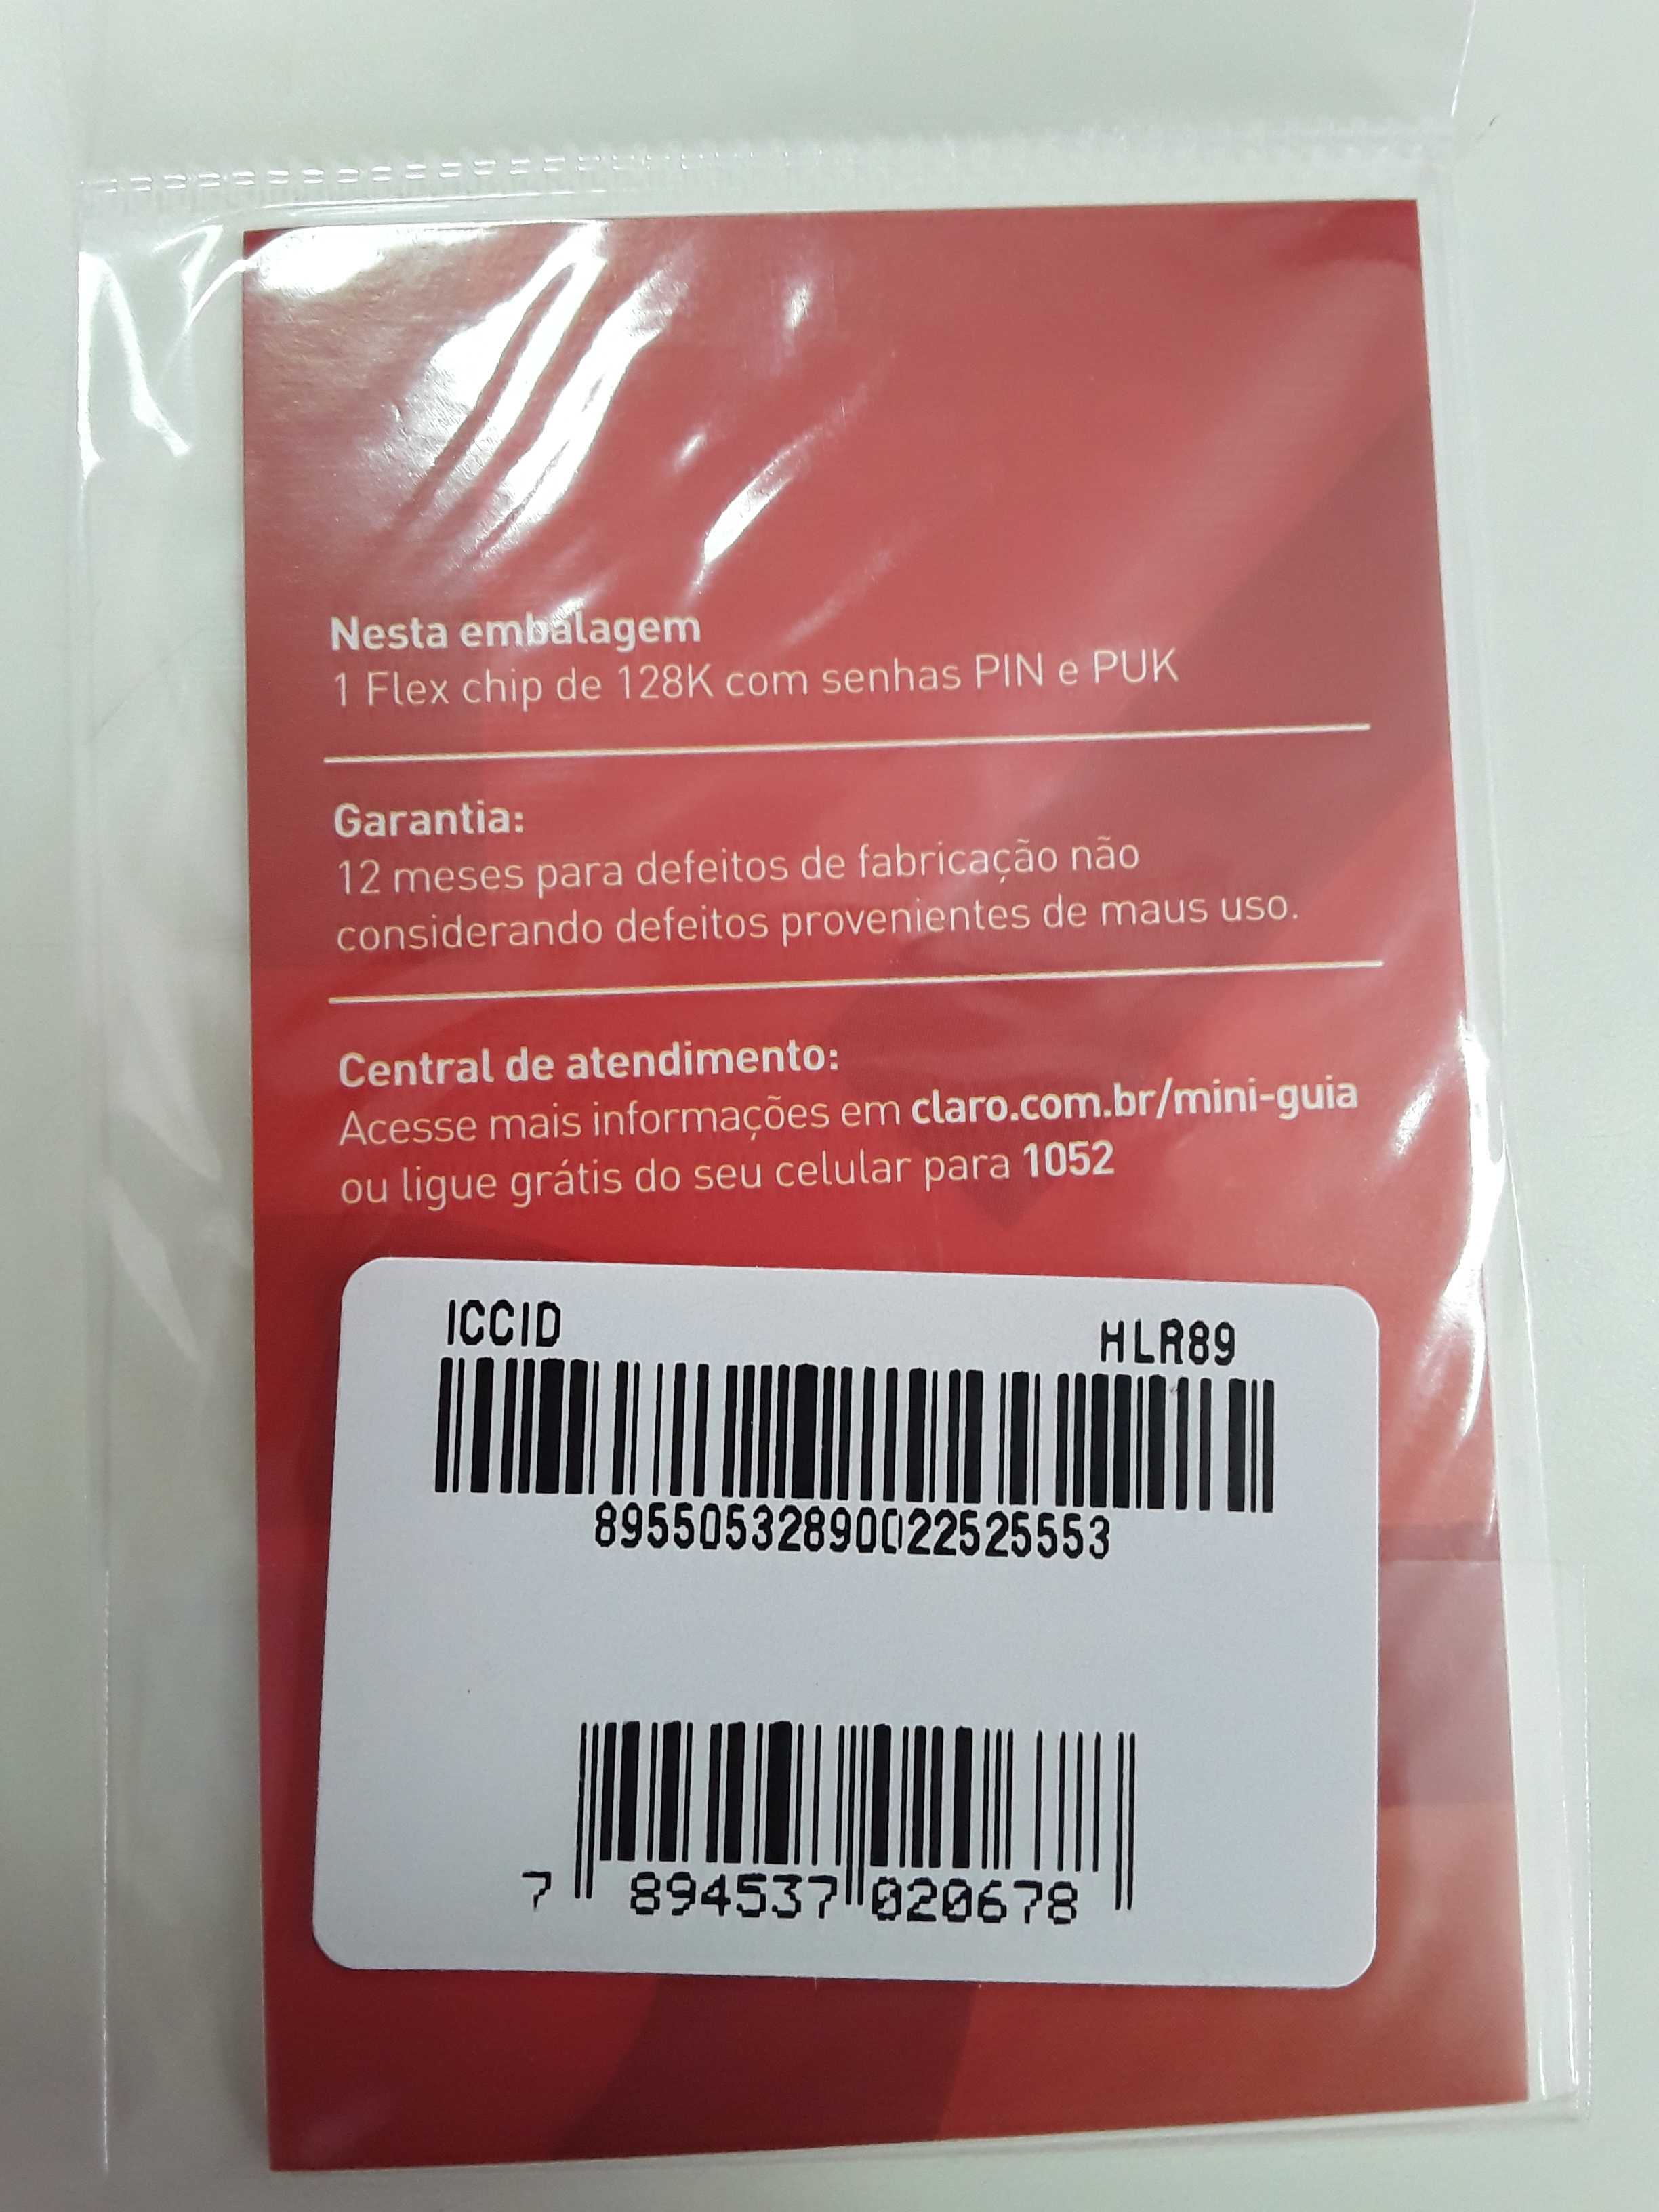 Nesta embalagem
1 Flex chip de 128K com senhas PIN e PUK
Garantia:
12 meses para defeitos de fabricação não
considerando defeitos provenientes de maus uso.
Central de atendimento:
Acesse mais informações em claro.com.br/mini-guia
ou ligue grátis do seu celular para 1052
ICCID HLR89
89550532890022525553
7 894537 020678